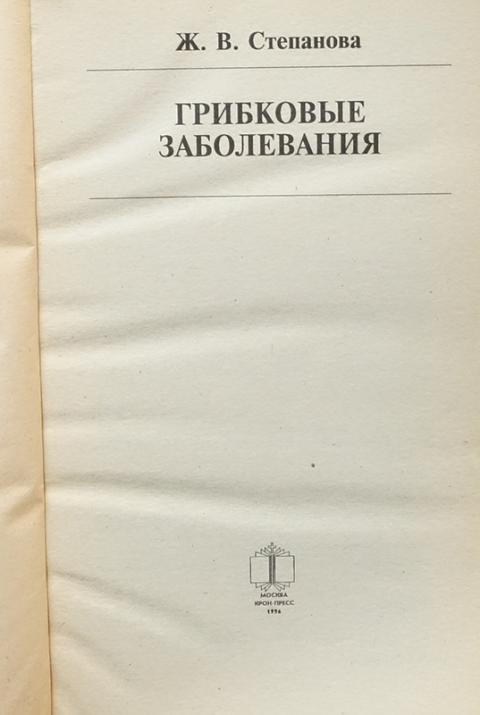 Ж. В. Степанова
ГРИБКОВЫЕ
ЗАБОЛЕВАНИЯ
МОСКВА
КРОН-ПРЕСС
1996